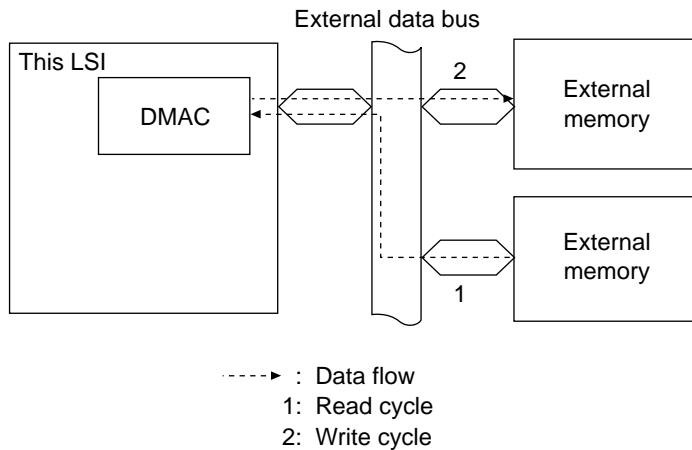 External data bus
This LSI
DMAC
2
External
memory
External
memory
1
: Data flow
1: Read cycle
2: Write cycle